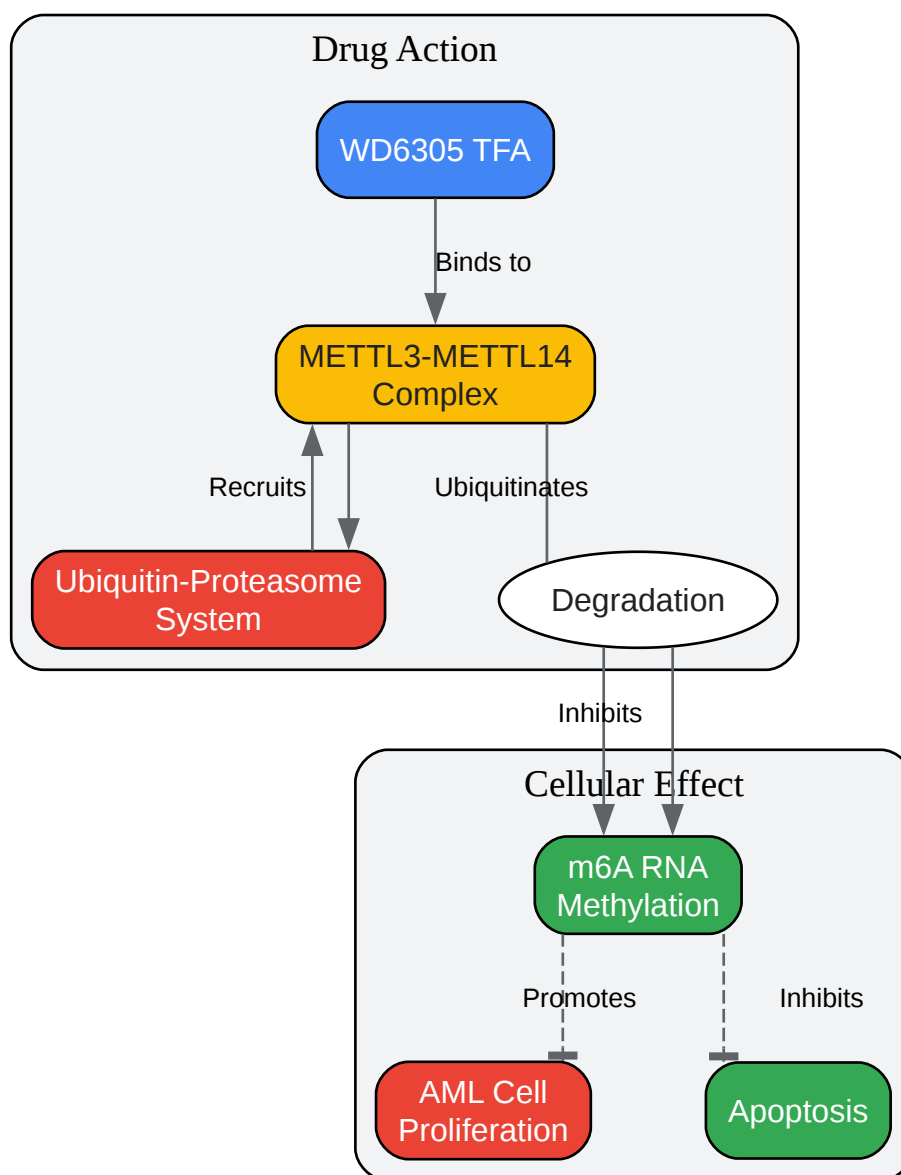 Drug Action
WD6305 TFA
Binds to
METTL3-METTL14
Complex
Recruits
Ubiquitinates
Ubiquitin-Proteasome
System
Degradation
Inhibits
Cellular Effect
m6A RNA
Methylation
Promotes
Inhibits
AML Cell
Proliferation
Apoptosis